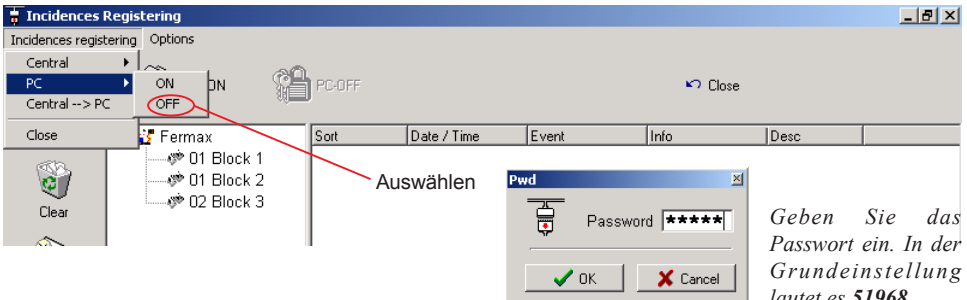 Incidences Registering
Incidences registering Options
Central
PC
Central --> PC
Close
ON
OFF
ON
PC-OFF
Close
Clear
Fermax
01 Block 1
01 Block 2
02 Block 3
Sort Date / Time Event Info Desc
Auswählen
Pwd
Password *****
OK Cancel
Geben Sie das
Passwort ein. In der
Grundeinstellung
lautet es 51968